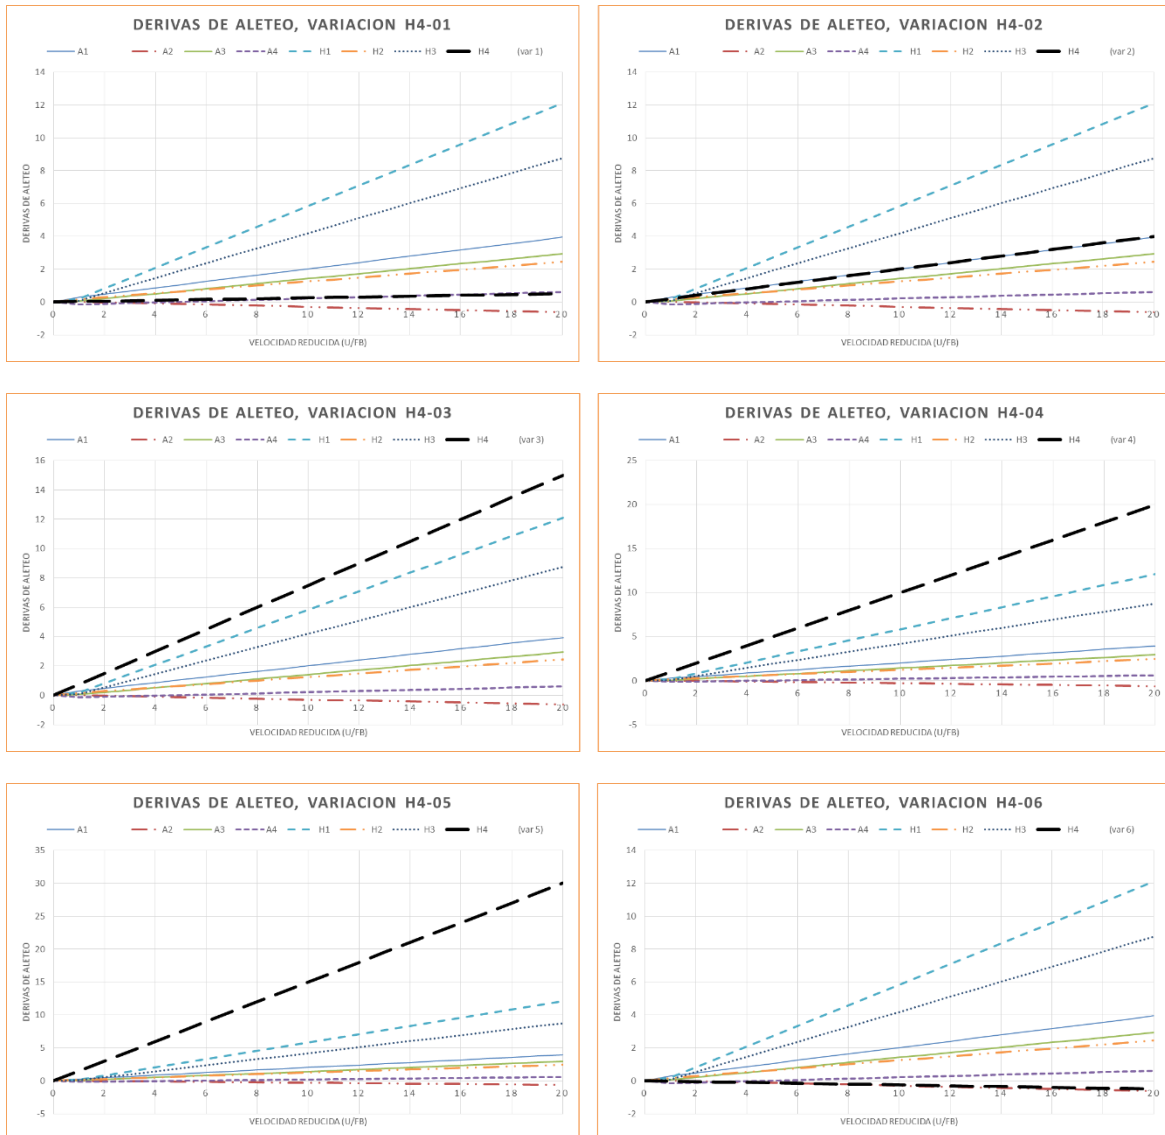 DERIVAS DE ALETEO, VARIACION H4-01
A1 A2 A3 A4 H1 H2 H3 H4 (var 1)
14
12
10
8
6
4
2
0
-2
DERIVAS DE ALETEO
0 2 4 6 8 10 12 14 16 18 20
VELOCIDAD REDUCIDA (U/FB)
DERIVAS DE ALETEO, VARIACION H4-02
A1 A2 A3 A4 H1 H2 H3 H4 (var 2)
14
12
10
8
6
4
2
0
-2
DERIVAS DE ALETEO
0 2 4 6 8 10 12 14 16 18 20
VELOCIDAD REDUCIDA (U/FB)
DERIVAS DE ALETEO, VARIACION H4-03
A1 A2 A3 A4 H1 H2 H3 H4 (var 3)
16
14
12
10
8
6
4
2
0
-2
DERIVAS DE ALETEO
0 2 4 6 8 10 12 14 16 18 20
VELOCIDAD REDUCIDA (U/FB)
DERIVAS DE ALETEO, VARIACION H4-04
A1 A2 A3 A4 H1 H2 H3 H4 (var 4)
25
20
15
10
5
0
-5
DERIVAS DE ALETEO
0 2 4 6 8 10 12 14 16 18 20
VELOCIDAD REDUCIDA (U/FB)
DERIVAS DE ALETEO, VARIACION H4-05
A1 A2 A3 A4 H1 H2 H3 H4 (var 5)
35
30
25
20
15
10
5
0
-5
DERIVAS DE ALETEO
0 2 4 6 8 10 12 14 16 18 20
VELOCIDAD REDUCIDA (U/FB)
DERIVAS DE ALETEO, VARIACION H4-06
A1 A2 A3 A4 H1 H2 H3 H4 (var 6)
14
12
10
8
6
4
2
0
-2
DERIVAS DE ALETEO
0 2 4 6 8 10 12 14 16 18 20
VELOCIDAD REDUCIDA (U/FB)